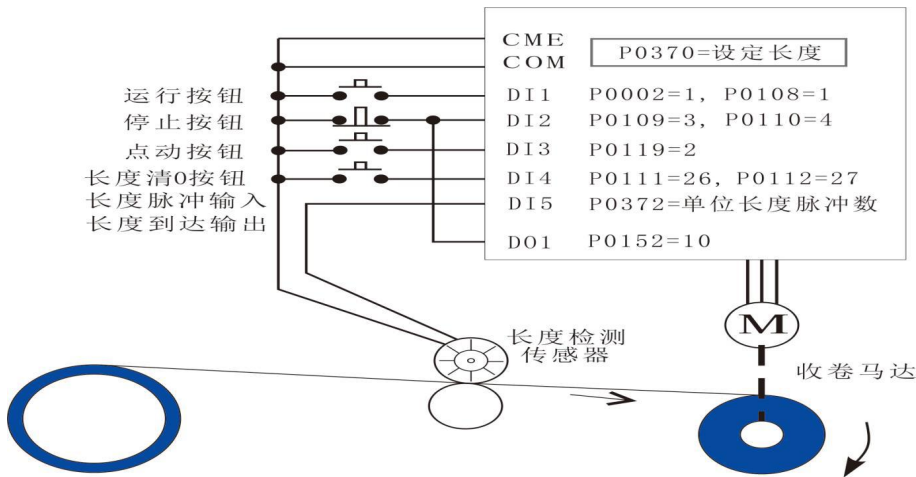 CME
COM
P0370=设定长度
运行按钮
DI1 P0002=1, P0108=1
停止按钮
DI2 P0109=3, P0110=4
点动按钮
DI3 P0119=2
长度清0按钮
DI4 P0111=26, P0112=27
长度脉冲输入
DI5 P0372=单位长度脉冲数
长度到达输出
DO1 P0152=10
M
长度检测
传感器
收卷马达